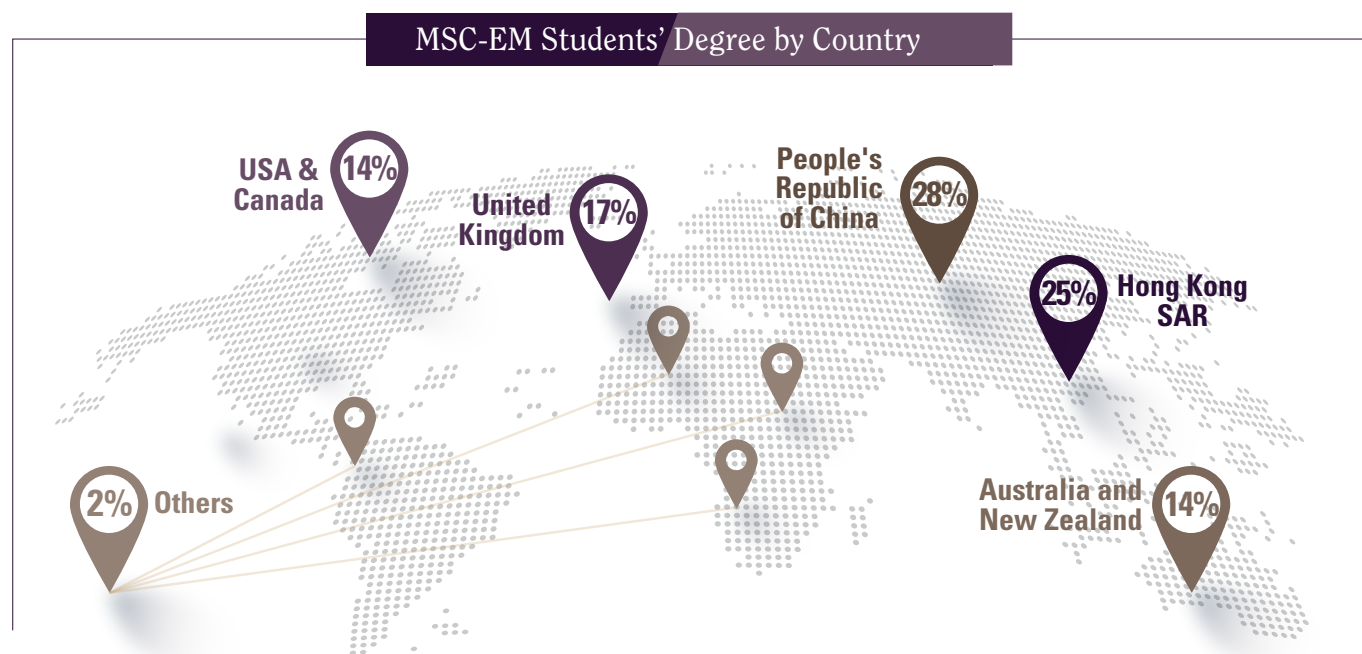 MSC-EM Students' Degree by Country
USA &
Canada
14%
United
Kingdom
17%
People's
Republic
of China
28%
25%
Hong Kong
SAR
2%
Others
Australia and
New Zealand
14%